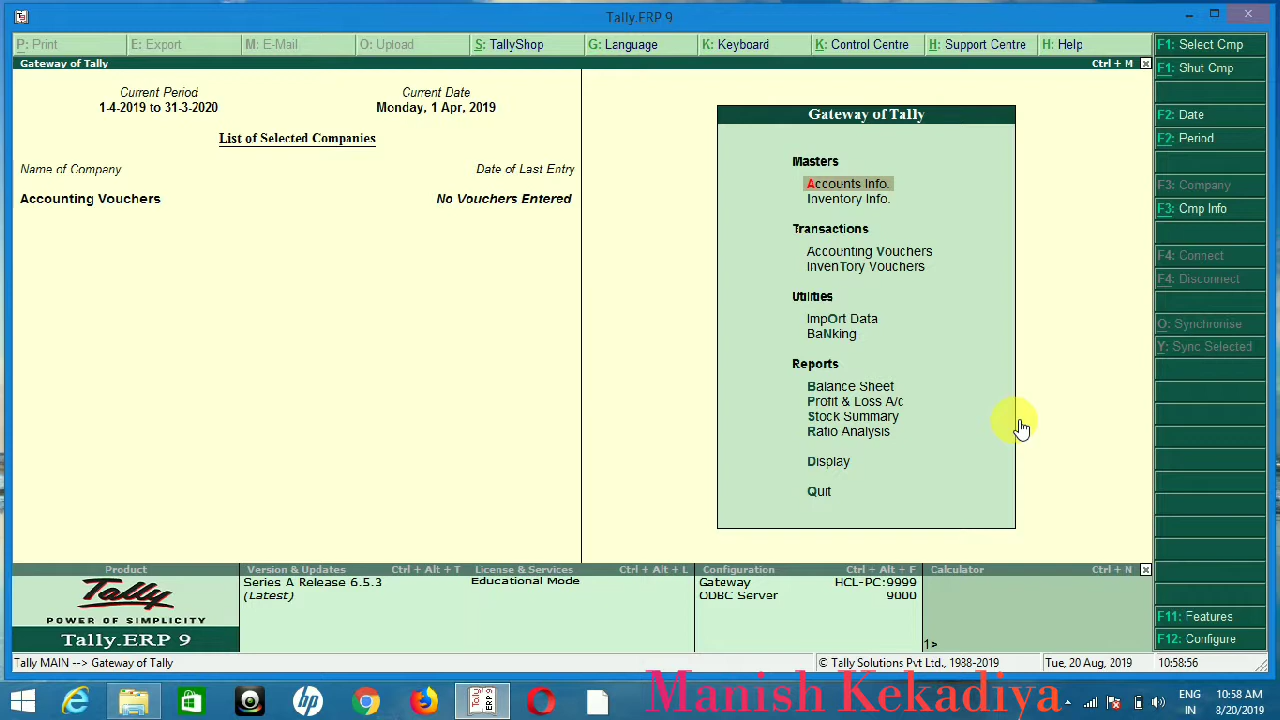 Tally.ERP 9
P: Print E: Export M: E-Mail O: Upload S: TallyShop G: Language K: Keyboard K: Control Centre H: Support Centre H: Help
Gateway of Tally Ctrl + M
Current Period Current Date
1-4-2019 to 31-3-2020 Monday, 1 Apr, 2019
List of Selected Companies
Name of Company Date of Last Entry
Accounting Vouchers No Vouchers Entered
Gateway of Tally
Masters
Accounts Info.
Inventory Info.
Transactions
Accounting Vouchers
InvenTory Vouchers
Utilities
ImpOrt Data
BaNking
Reports
Balance Sheet
Profit & Loss A/c
Stock Summary
Ratio Analysis
Display
Quit
F1: Select Cmp
F1: Shut Cmp
F2: Date
F2: Period
F3: Company
F3: Cmp Info
F4: Connect
F4: Disconnect
O: Synchronise
Y: Sync Selected
F11: Features
F12: Configure
Product Version & Updates Ctrl + Alt + T License & Services Ctrl + Alt + L Configuration Ctrl + Alt + F Calculator Ctrl + N
Tally
POWER OF SIMPLICITY
Tally.ERP 9
Series A Release 6.5.3
(Latest)
Educational Mode
Gateway HCL-PC:9999
ODBC Server 9000
1>
Tally MAIN --> Gateway of Tally © Tally Solutions Pvt Ltd., 1988-2019 Tue, 20 Aug, 2019 10:58:56
Manish Kekadiya
hp
ENG
IN
10:58 AM
8/20/2019